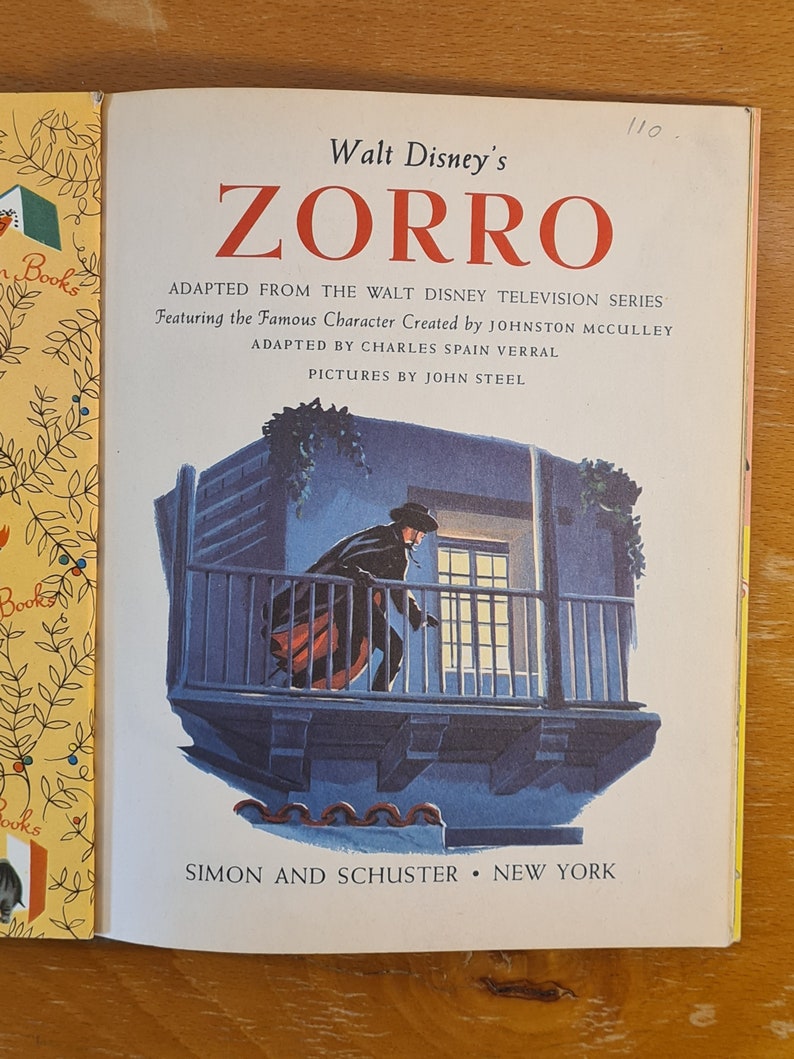 110.
Walt Disney's
ZORRO
ADAPTED FROM THE WALT DISNEY TELEVISION SERIES
Featuring the Famous Character Created by JOHNSTON McCULLEY
ADAPTED BY CHARLES SPAIN VERRAL
PICTURES BY JOHN STEEL
SIMON AND SCHUSTER • NEW YORK
Books
Books
Books